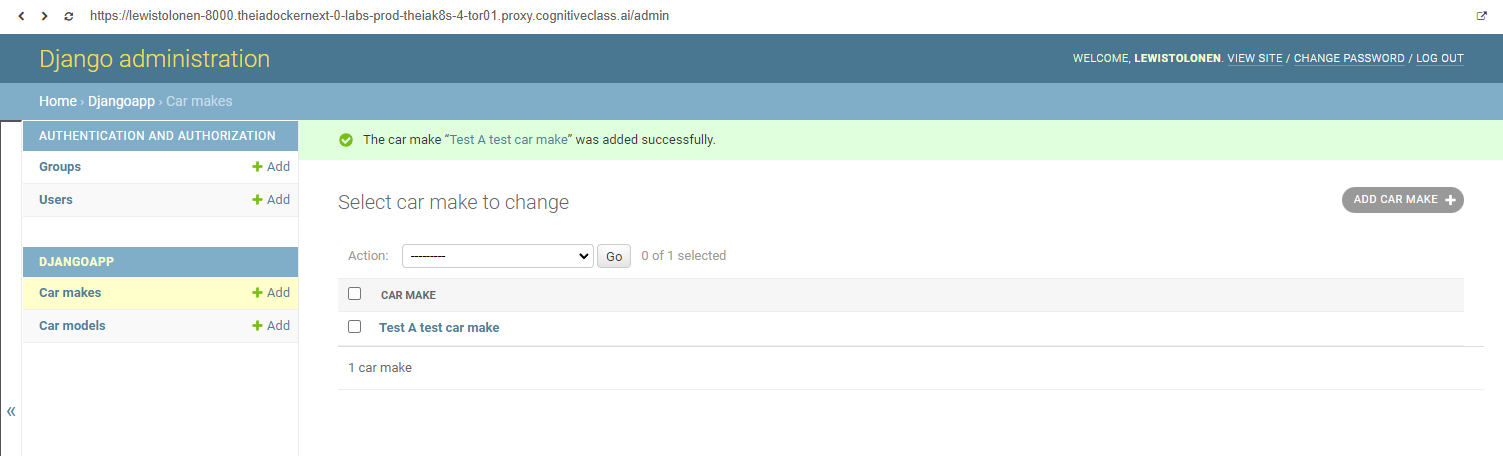 https://lewistolonen-8000.theiadockernext-0-labs-prod-theiak8s-4-tor01.proxy.cognitiveclass.ai/admin
Django administration
WELCOME, LEWISTOLONEN. VIEW SITE / CHANGE PASSWORD / LOG OUT
Home › Djangoapp › Car makes
AUTHENTICATION AND AUTHORIZATION
Groups + Add
Users + Add
DJANGOAPP
Car makes + Add
Car models + Add
«
The car make “Test A test car make” was added successfully.
Select car make to change
ADD CAR MAKE +
Action: --------- Go 0 of 1 selected
CAR MAKE
Test A test car make
1 car make